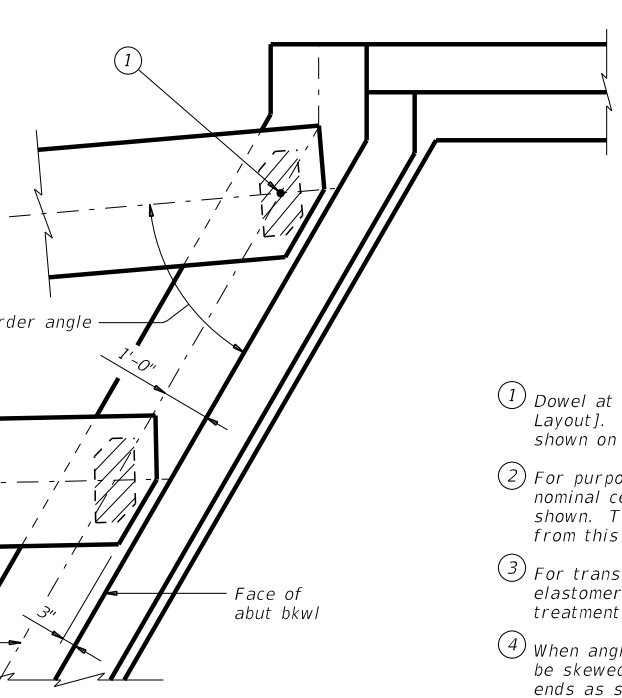 1
rder angle
1'-0"
Face of
abut bkwl
3"
1 Dowel at
Layout].
shown on
2 For purpo
nominal ce
shown. T
from this
3 For trans
elastomer
treatment
4 When angl
be skewed
ends as s